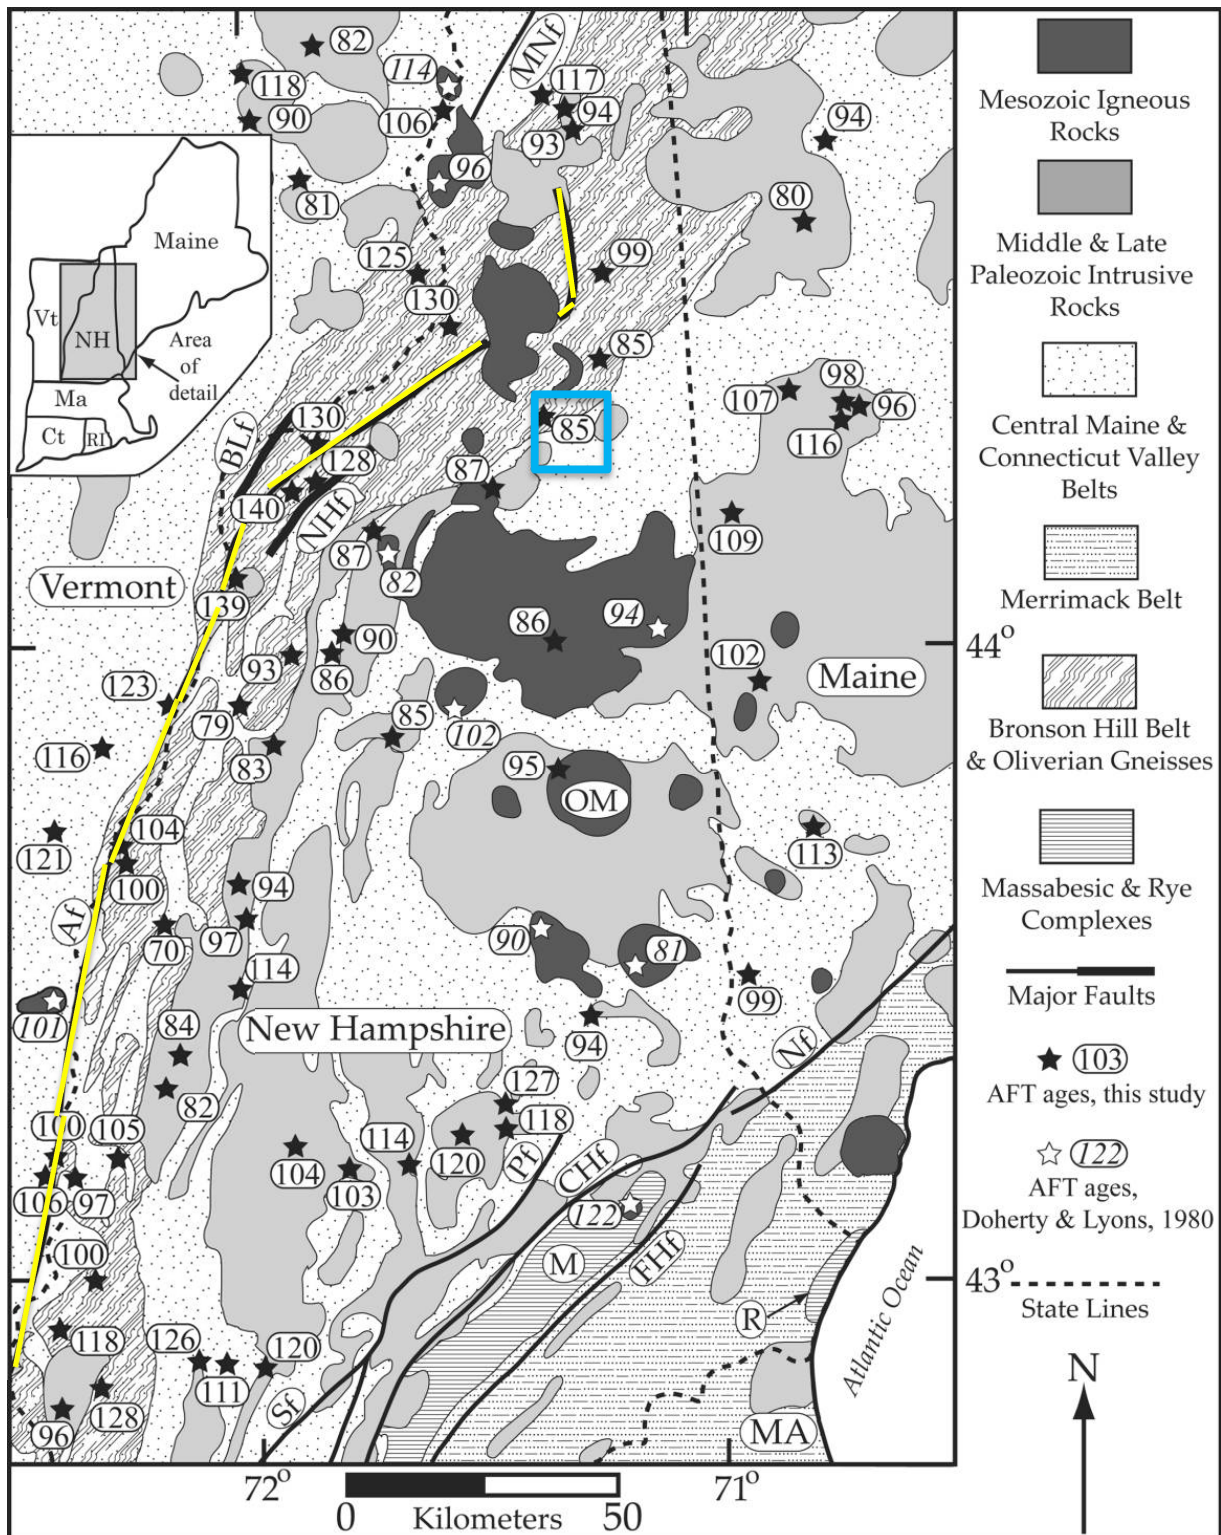 82
114
MNf
118
117
106
94
90
94
93
96
Maine
81
80
Vt
NH
Area
of
detail
Ma
Ct
RI
125
99
130
85
107
98
96
116
130
85
BLf
128
87
140
NHf
109
87
82
Vermont
139
86
94
90
93
86
102
Maine
44°
123
79
85
102
116
83
95
OM
104
121
100
113
94
Af
70
97
90
81
114
101
99
84
New Hampshire
94
Nf
82
127
100
105
114
118
104
120
Pf
CHf
103
106
97
122
100
M
FHf
43°
R
Atlantic Ocean
118
126
120
111
Sf
128
96
MA
72°
71°
0
Kilometers
50
Mesozoic Igneous
Rocks
Middle & Late
Paleozoic Intrusive
Rocks
Central Maine &
Connecticut Valley
Belts
Merrimack Belt
Bronson Hill Belt
& Oliverian Gneisses
Massabesic & Rye
Complexes
Major Faults
103
AFT ages, this study
122
AFT ages,
Doherty & Lyons, 1980
State Lines
N